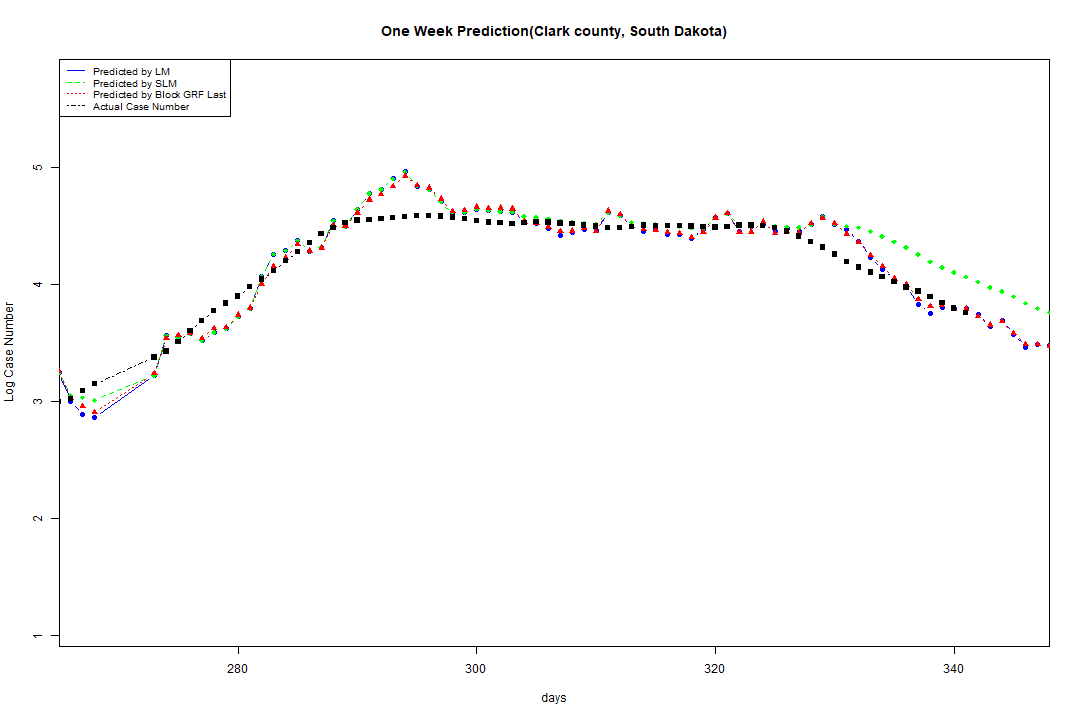 One Week Prediction(Clark county, South Dakota)
Predicted by LM
Predicted by SLM
Predicted by Block GRF Last
Actual Case Number
5
4
3
2
1
Log Case Number
280 300 320 340
days